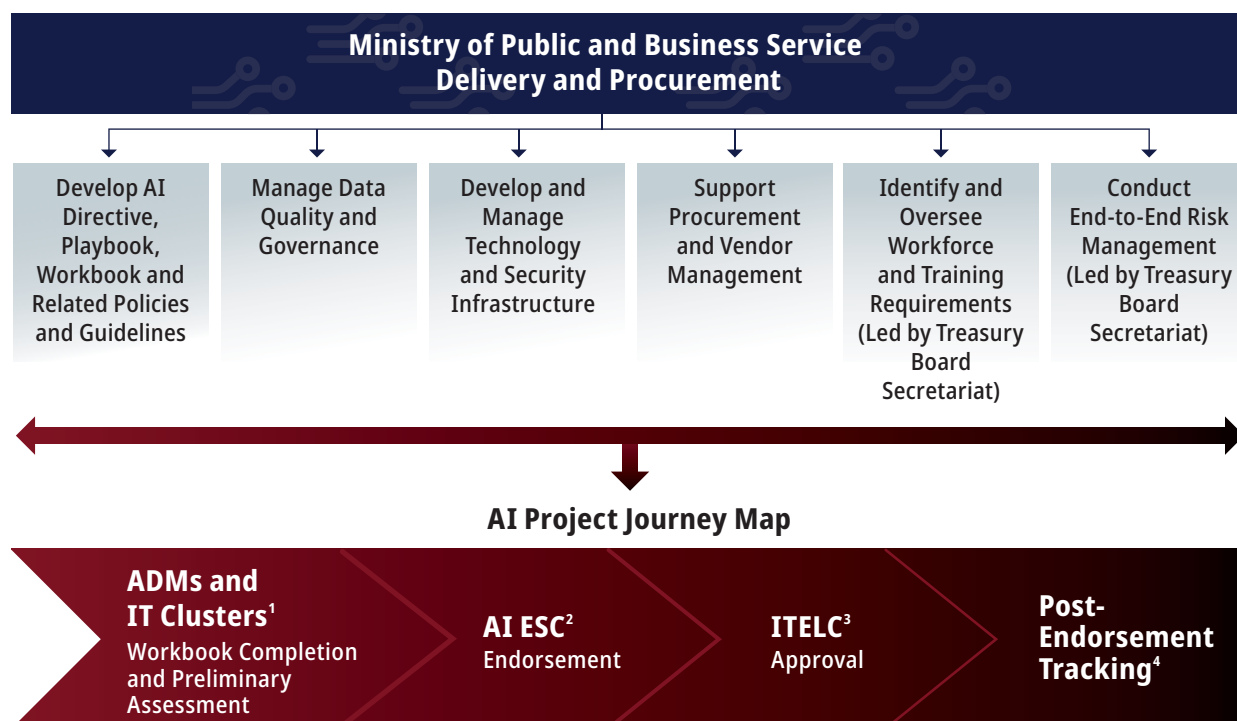 Ministry of Public and Business Service
Delivery and Procurement
Develop AI
Directive,
Playbook,
Workbook and
Related Policies
and Guidelines
Manage Data
Quality and
Governance
Develop and
Manage
Technology
and Security
Infrastructure
Support
Procurement
and Vendor
Management
Identify and
Oversee
Workforce
and Training
Requirements
(Led by Treasury
Board
Secretariat)
Conduct
End-to-End Risk
Management
(Led by Treasury
Board
Secretariat)
AI Project Journey Map
ADMs and
IT Clusters¹
Workbook Completion
and Preliminary
Assessment
AI ESC²
Endorsement
ITELC³
Approval
Post-
Endorsement
Tracking⁴